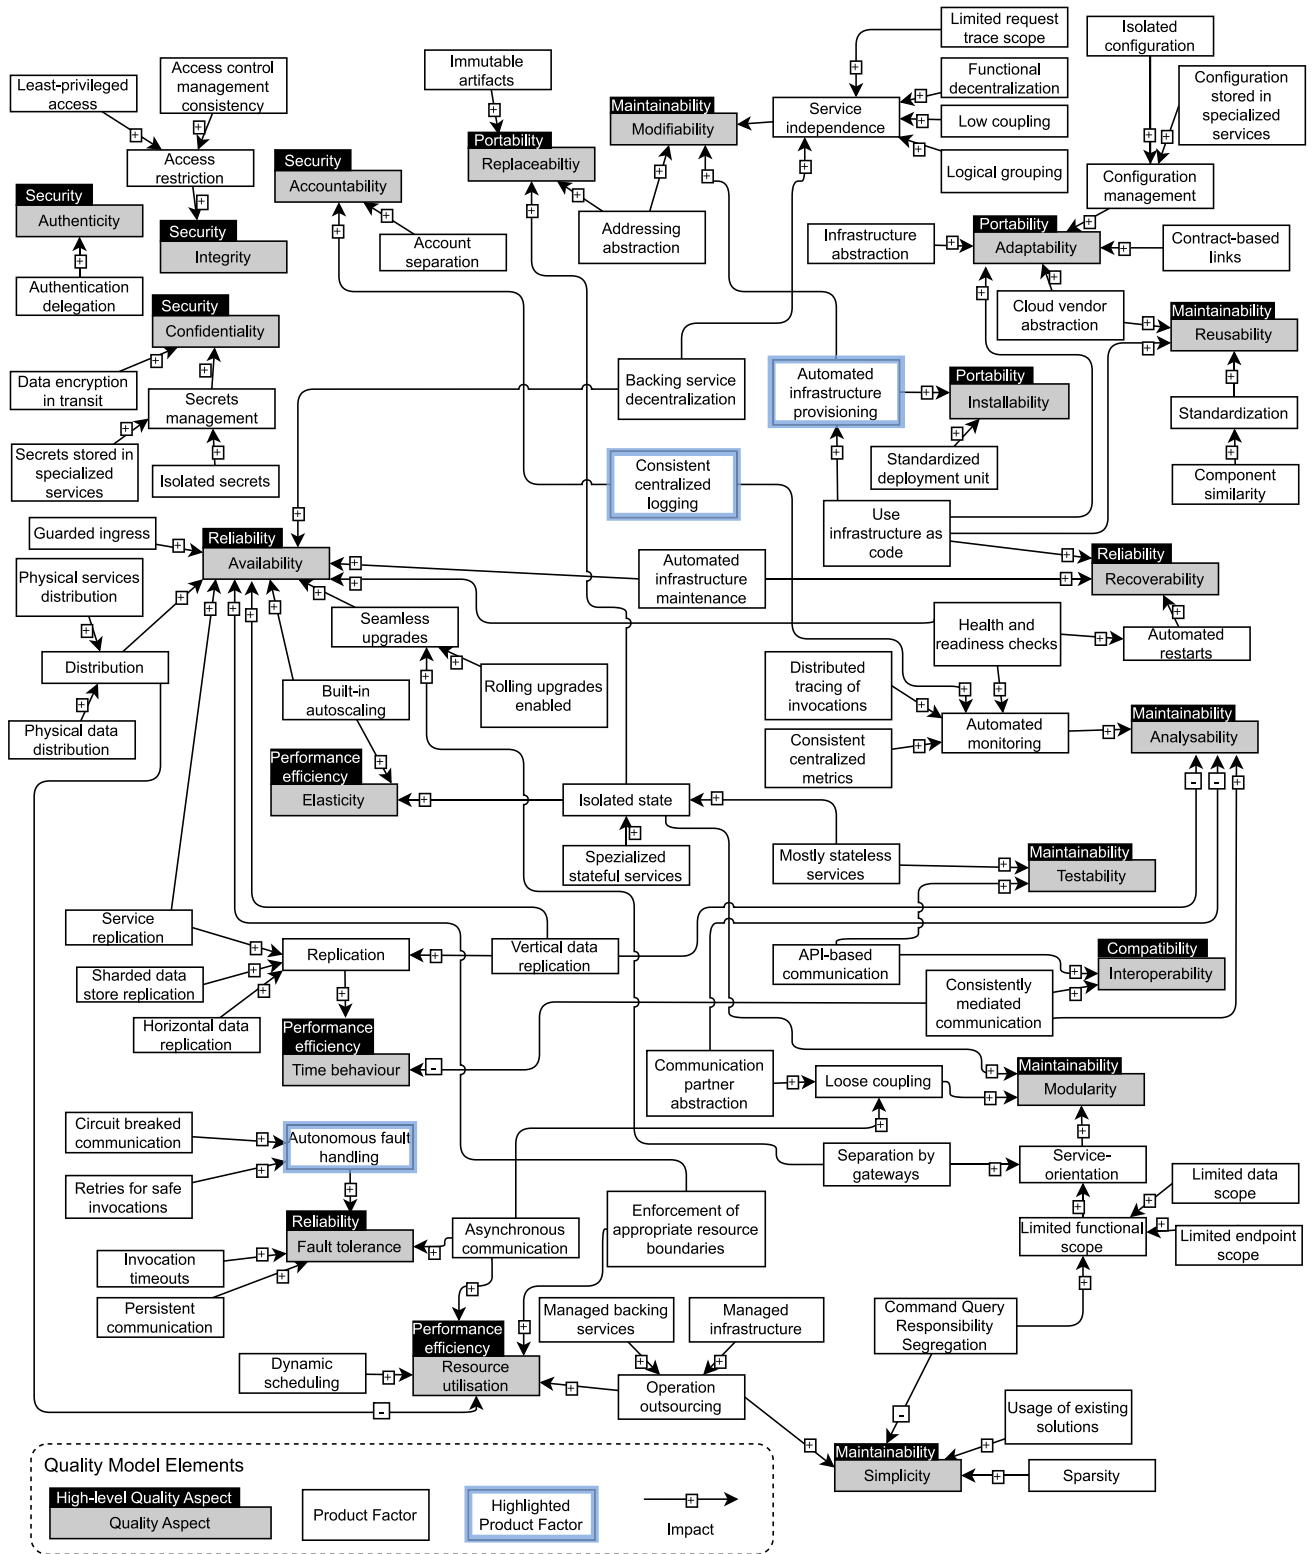 Limited request
trace scope
Isolated
configuration
Immutable
artifacts
Access control
management
consistency
Least-privileged
access
Functional
decentralization
Configuration
stored in
specialized
services
Maintainability
Modifiability
Service
independence
Low coupling
Portability
Replaceabiltiy
Access
restriction
Security
Accountability
Logical grouping
Configuration
management
Security
Authenticity
Security
Integrity
Account
separation
Addressing
abstraction
Infrastructure
abstraction
Portability
Adaptability
Contract-based
links
Authentication
delegation
Security
Confidentiality
Cloud vendor
abstraction
Maintainability
Reusability
Data encryption
in transit
Secrets
management
Backing service
decentralization
Automated
infrastructure
provisioning
Portability
Installability
Standardization
Secrets stored in
specialized
services
Isolated secrets
Consistent
centralized
logging
Standardized
deployment unit
Component
similarity
Guarded ingress
Reliability
Availability
Use
infrastructure as
code
Physical services
distribution
Automated
infrastructure
maintenance
Reliability
Recoverability
Seamless
upgrades
Health and
readiness checks
Automated
restarts
Distribution
Built-in
autoscaling
Rolling upgrades
enabled
Distributed
tracing of
invocations
Physical data
distribution
Automated
monitoring
Maintainability
Analysability
Consistent
centralized
metrics
Performance
efficiency
Elasticity
Isolated state
Spezialized
stateful services
Mostly stateless
services
Maintainability
Testability
Service
replication
Replication
Vertical data
replication
API-based
communication
Compatibility
Interoperability
Sharded data
store replication
Horizontal data
replication
Consistently
mediated
communication
Performance
efficiency
Time behaviour
Communication
partner
abstraction
Loose coupling
Maintainability
Modularity
Circuit breaked
communication
Autonomous fault
handling
Separation by
gateways
Service-
orientation
Limited data
scope
Retries for safe
invocations
Reliability
Fault tolerance
Asynchronous
communication
Enforcement of
appropriate resource
boundaries
Limited functional
scope
Limited endpoint
scope
Invocation
timeouts
Persistent
communication
Managed backing
services
Managed
infrastructure
Command Query
Responsibility
Segregation
Performance
efficiency
Resource
utilisation
Dynamic
scheduling
Operation
outsourcing
Usage of existing
solutions
Maintainability
Simplicity
Sparsity
Quality Model Elements
High-level Quality Aspect
Quality Aspect
Product Factor
Highlighted
Product Factor
Impact